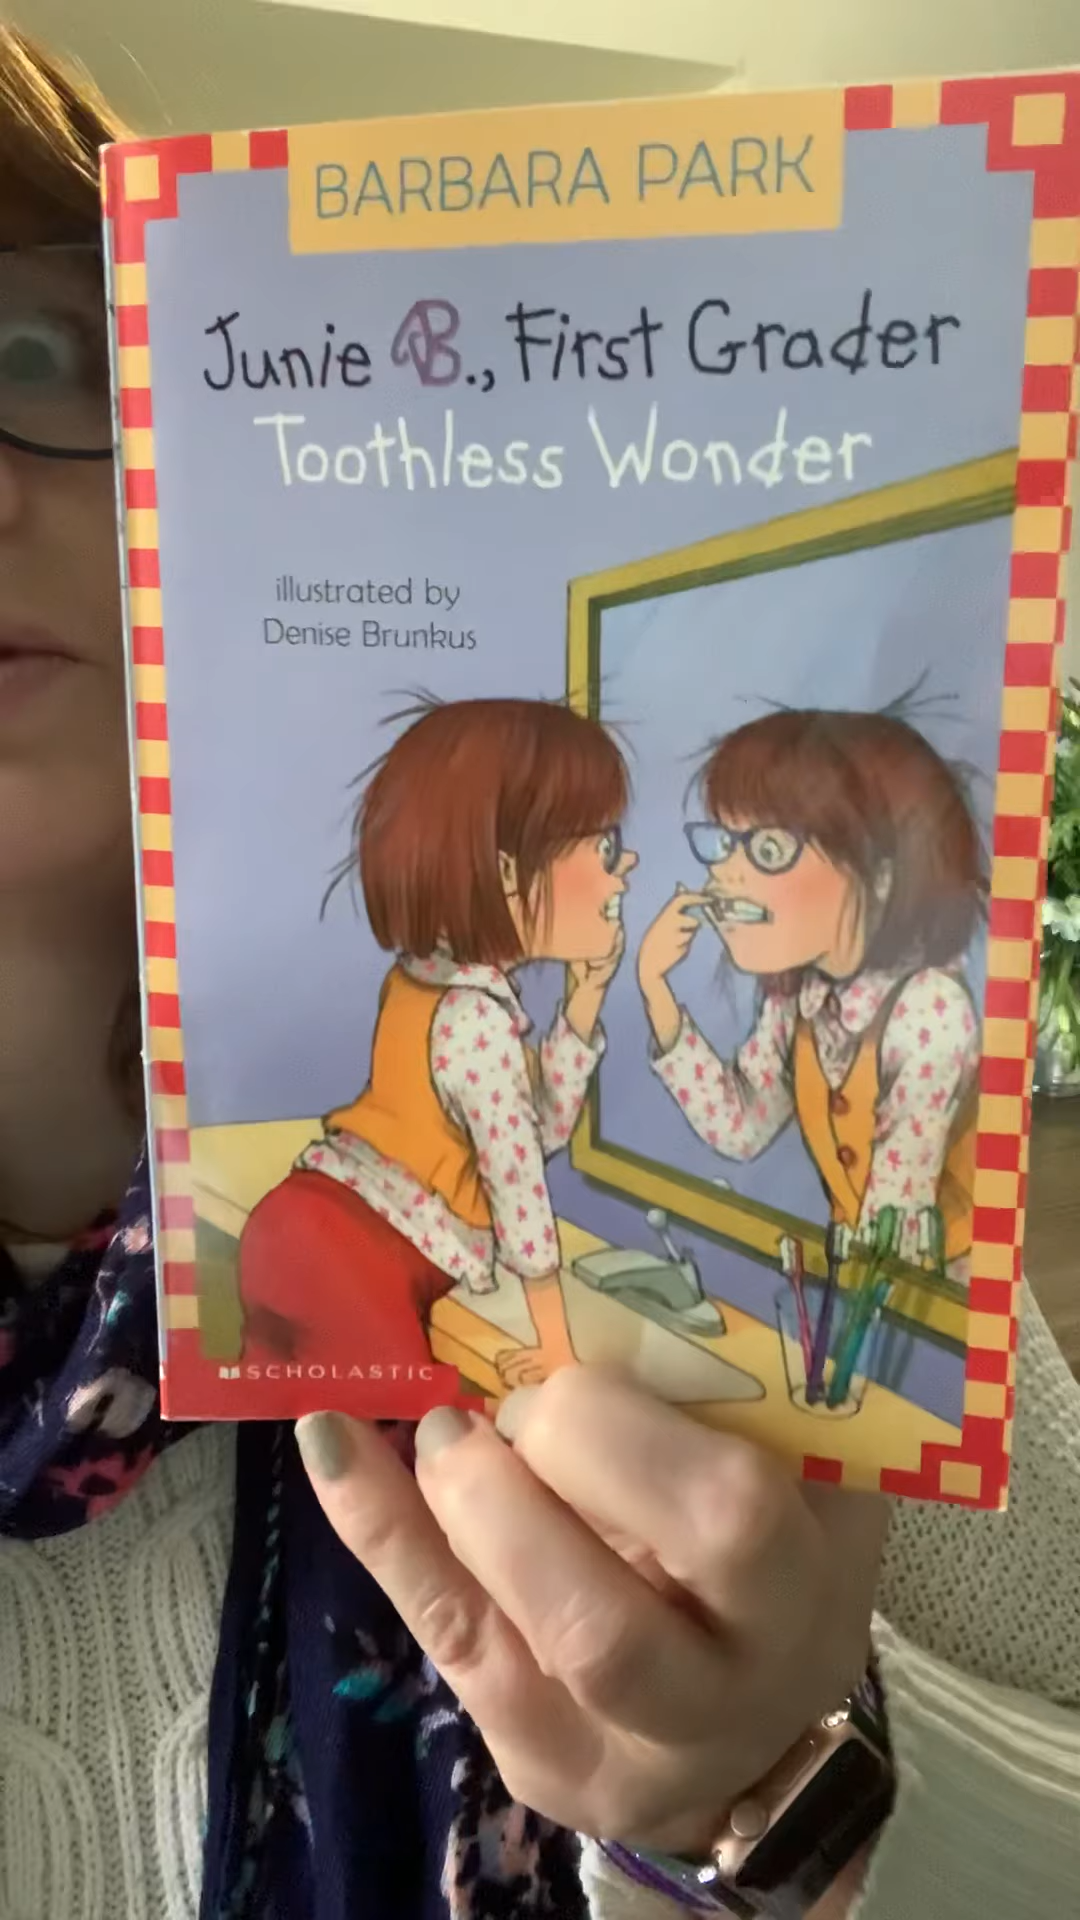 BARBARA PARK
Junie B., First Grader
Toothless Wonder
illustrated by
Denise Brunkus
SCHOLASTIC